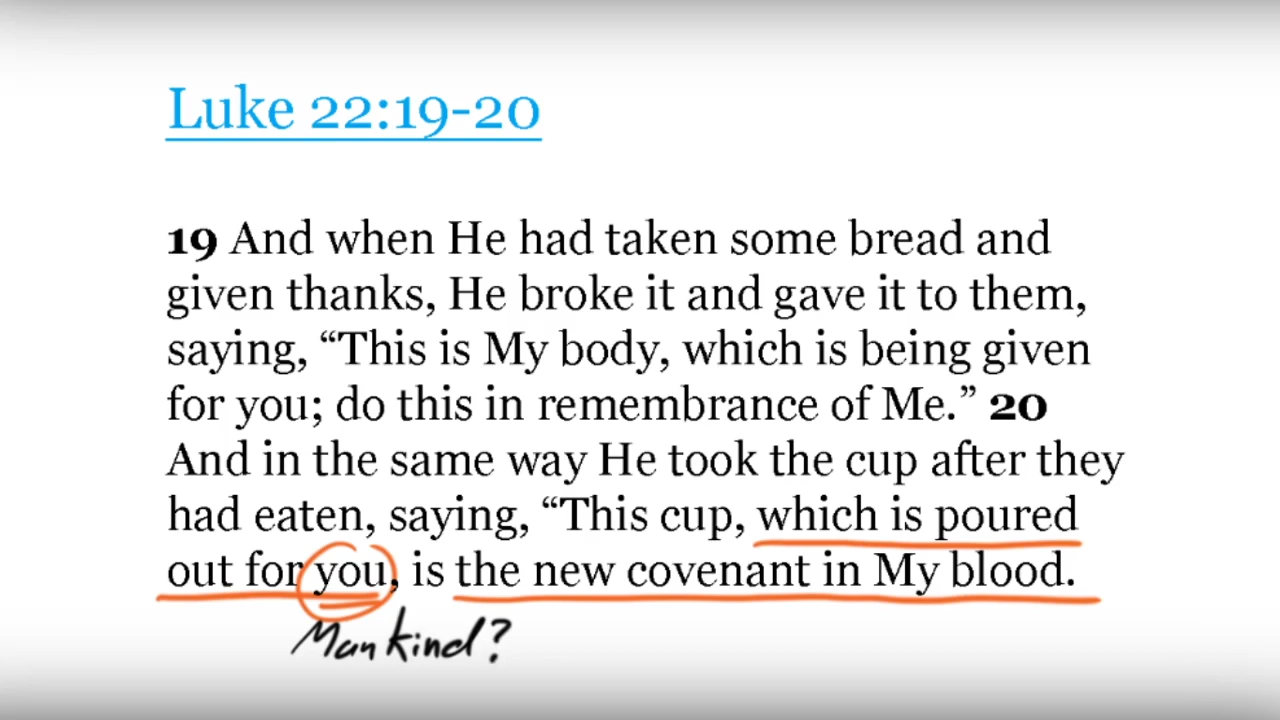 Luke 22:19-20
19 And when He had taken some bread and
given thanks, He broke it and gave it to them,
saying, “This is My body, which is being given
for you; do this in remembrance of Me.” 20
And in the same way He took the cup after they
had eaten, saying, “This cup, which is poured
out for you, is the new covenant in My blood.
Mankind?